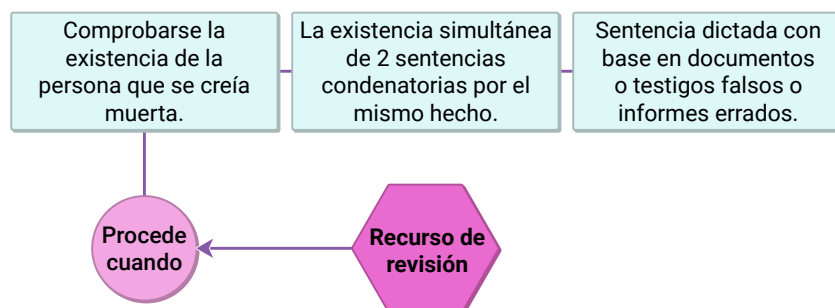 Comprobarse la
existencia de la
persona que se creía
muerta.
La existencia simultánea
de 2 sentencias
condenatorias por el
mismo hecho.
Sentencia dictada con
base en documentos
o testigos falsos o
informes errados.
Procede
cuando
Recurso de
revisión